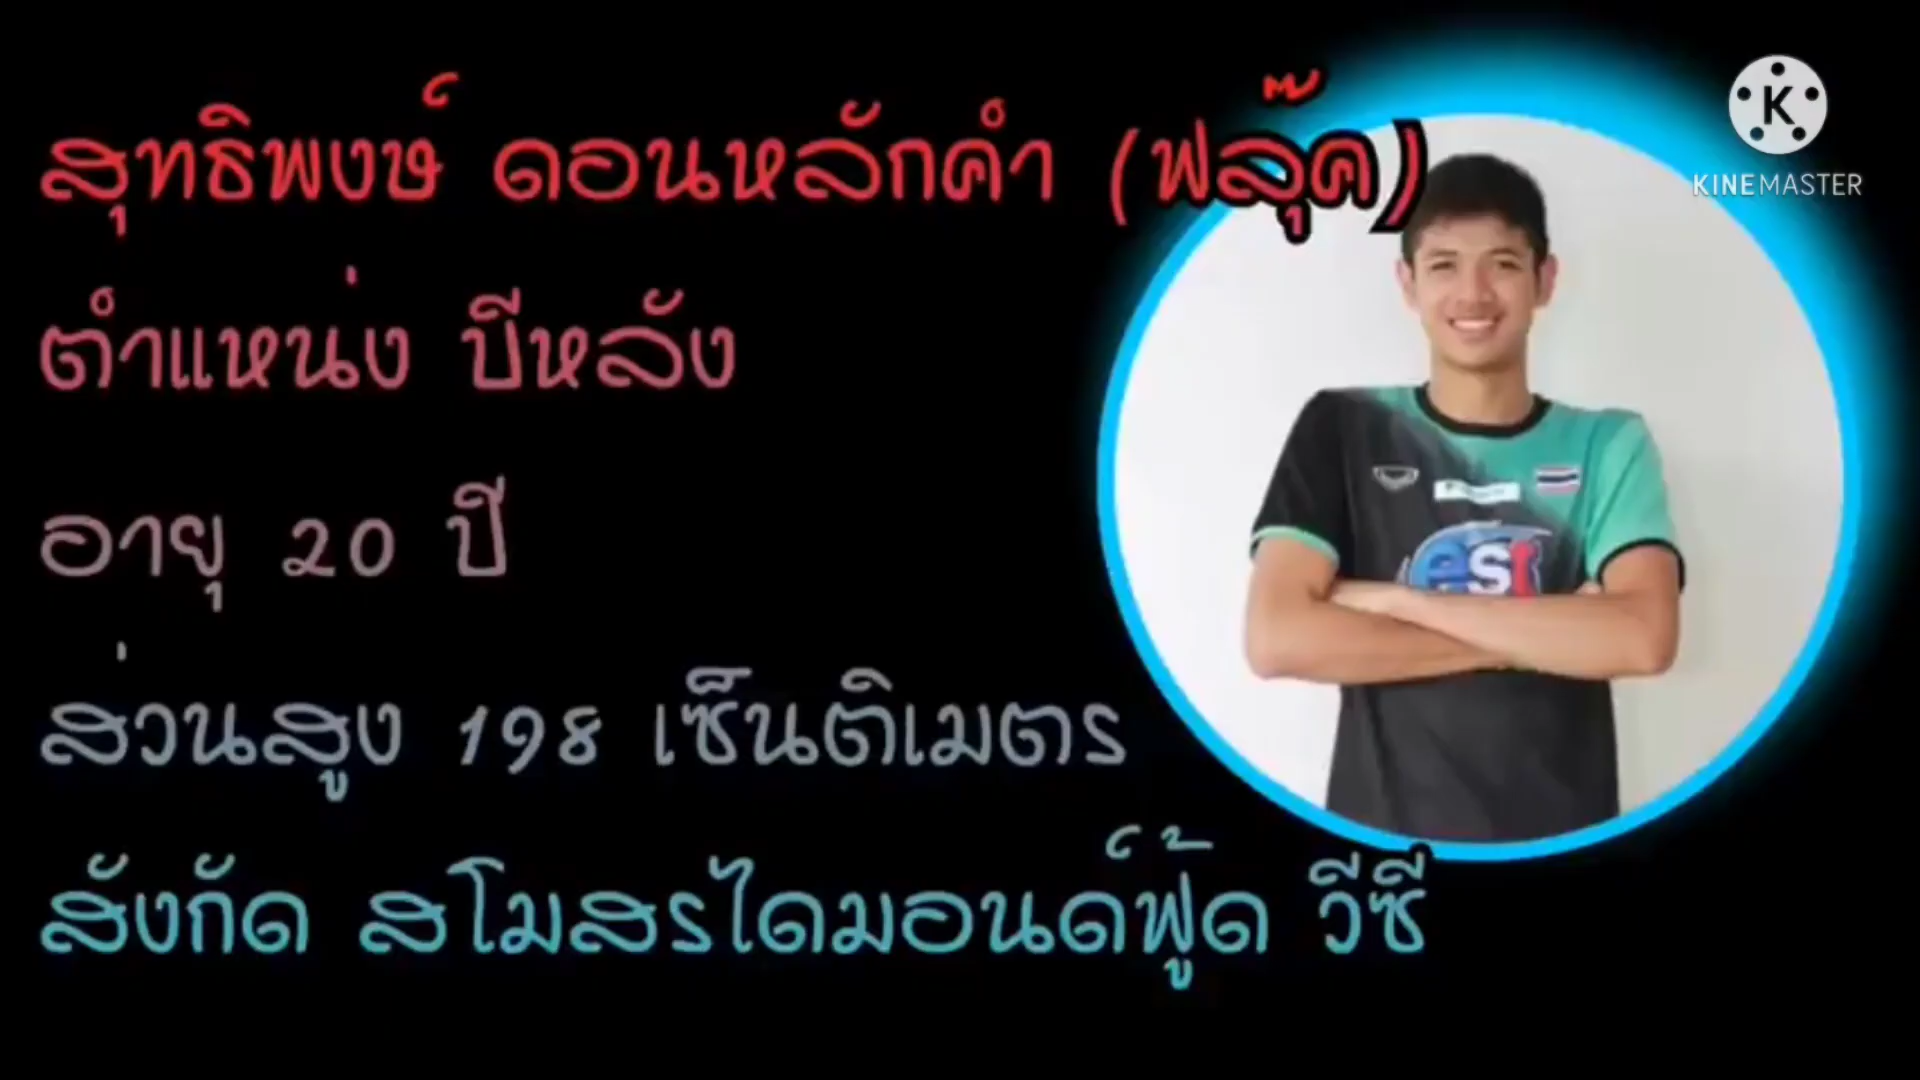 สุทธิพงษ์ ดอนหลักคำ (ฟลุ๊ค)
ตำแหน่ง ปีหลัง
อายุ 20 ปี
ส่วนสูง 198 เซ็นติเมตร
สังกัด สโมสรไดมอนด์ฟู้ด วีซี
K
KINEMASTER
est